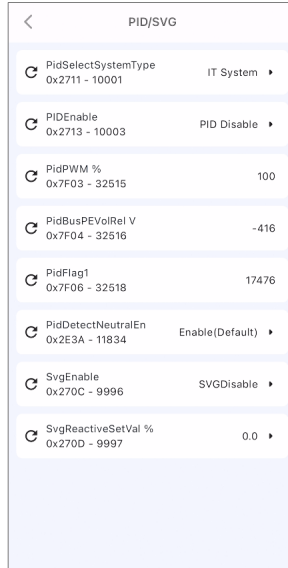 PID/SVG
PidSelectSystemType
0x2711 - 10001
IT System
PIDEnable
0x2713 - 10003
PID Disable
PidPWM %
0x7F03 - 32515
100
PidBusPEVolRel V
0x7F04 - 32516
-416
PidFlag1
0x7F06 - 32518
17476
PidDetectNeutralEn
0x2E3A - 11834
Enable(Default)
SvgEnable
0x270C - 9996
SVGDisable
SvgReactiveSetVal %
0x270D - 9997
0.0